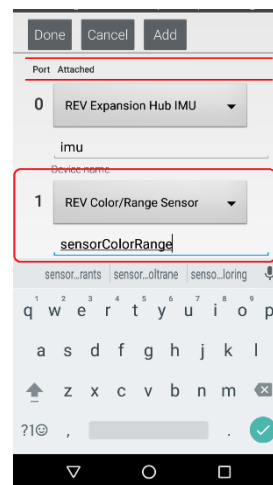 Done Cancel Add
Port Attached
0 REV Expansion Hub IMU
imu
Device name
1 REV Color/Range Sensor
sensorColorRange
sensor...rants sensor...oltrane senso...loring
1 2 3 4 5 6 7 8 9 0
q w e r t y u i o p
a s d f g h j k l
z x c v b n m
?1☺ , .